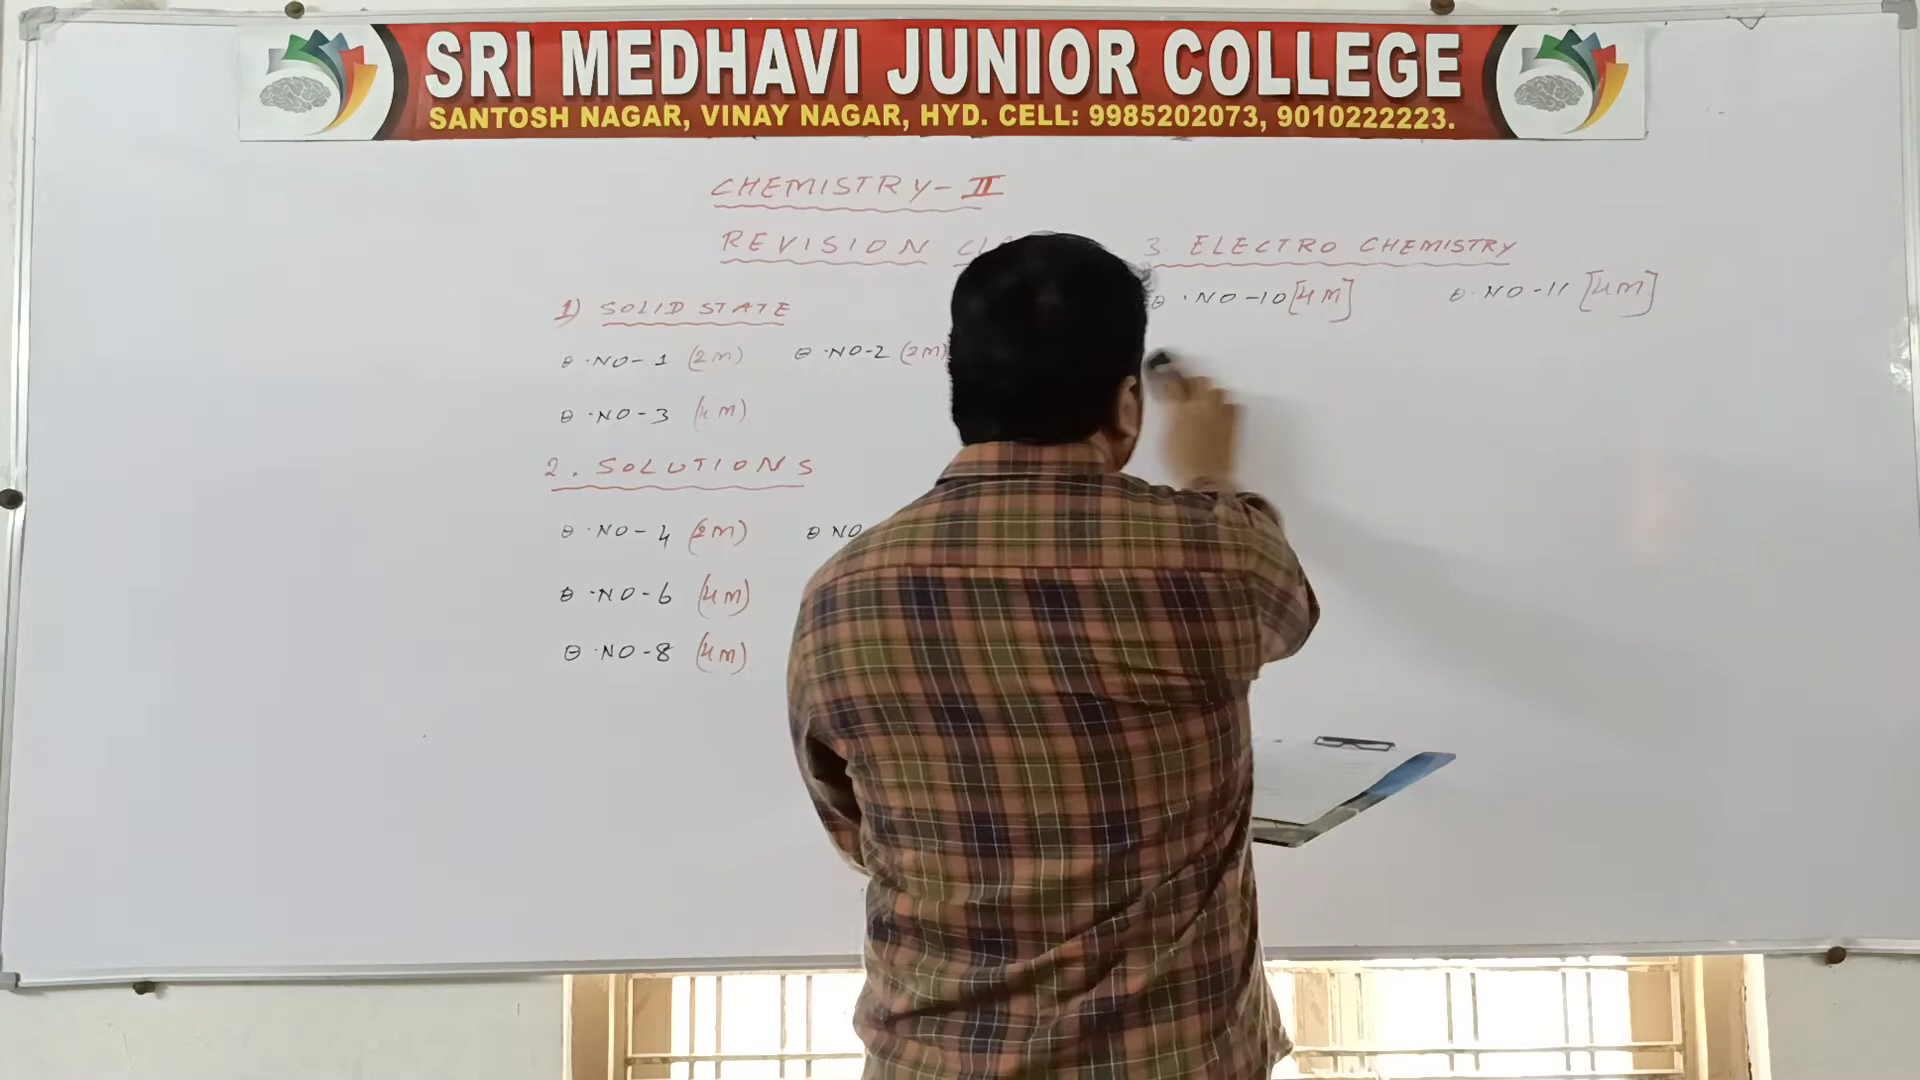 SRI MEDHAVI JUNIOR COLLEGE
SANTOSH NAGAR, VINAY NAGAR, HYD. CELL: 9985202073, 9010222223.
CHEMISTRY-II
REVISION
1) SOLID STATE
Q.NO-1 (2M) Q.NO-2 (2M)
Q.NO-3 (4M)
2. SOLUTIONS
Q.NO-4 (2M) Q NO
Q.NO-6 (4M)
Q.NO-8 (4M)
3. ELECTRO CHEMISTRY
Q.NO-10 [4M] Q.NO-11 [4M]